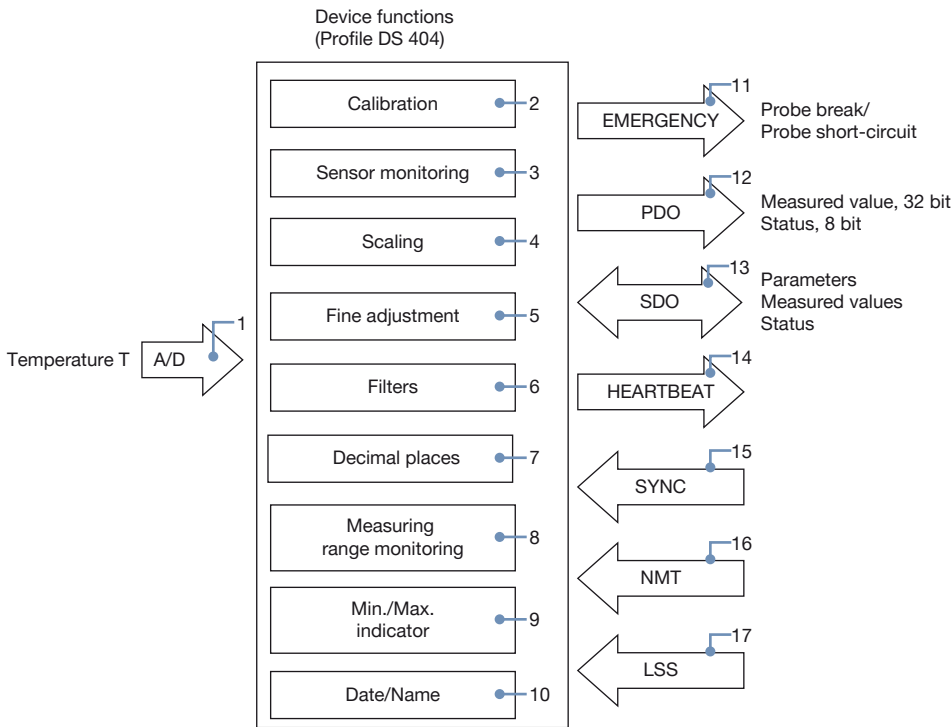 Device functions
(Profile DS 404)
Calibration
2
Sensor monitoring
3
Scaling
4
Fine adjustment
5
Filters
6
Decimal places
7
Measuring
range monitoring
8
Min./Max.
indicator
9
Date/Name
10
Temperature T
A/D
1
EMERGENCY
11
Probe break/
Probe short-circuit
PDO
12
Measured value, 32 bit
Status, 8 bit
SDO
13
Parameters
Measured values
Status
HEARTBEAT
14
SYNC
15
NMT
16
LSS
17